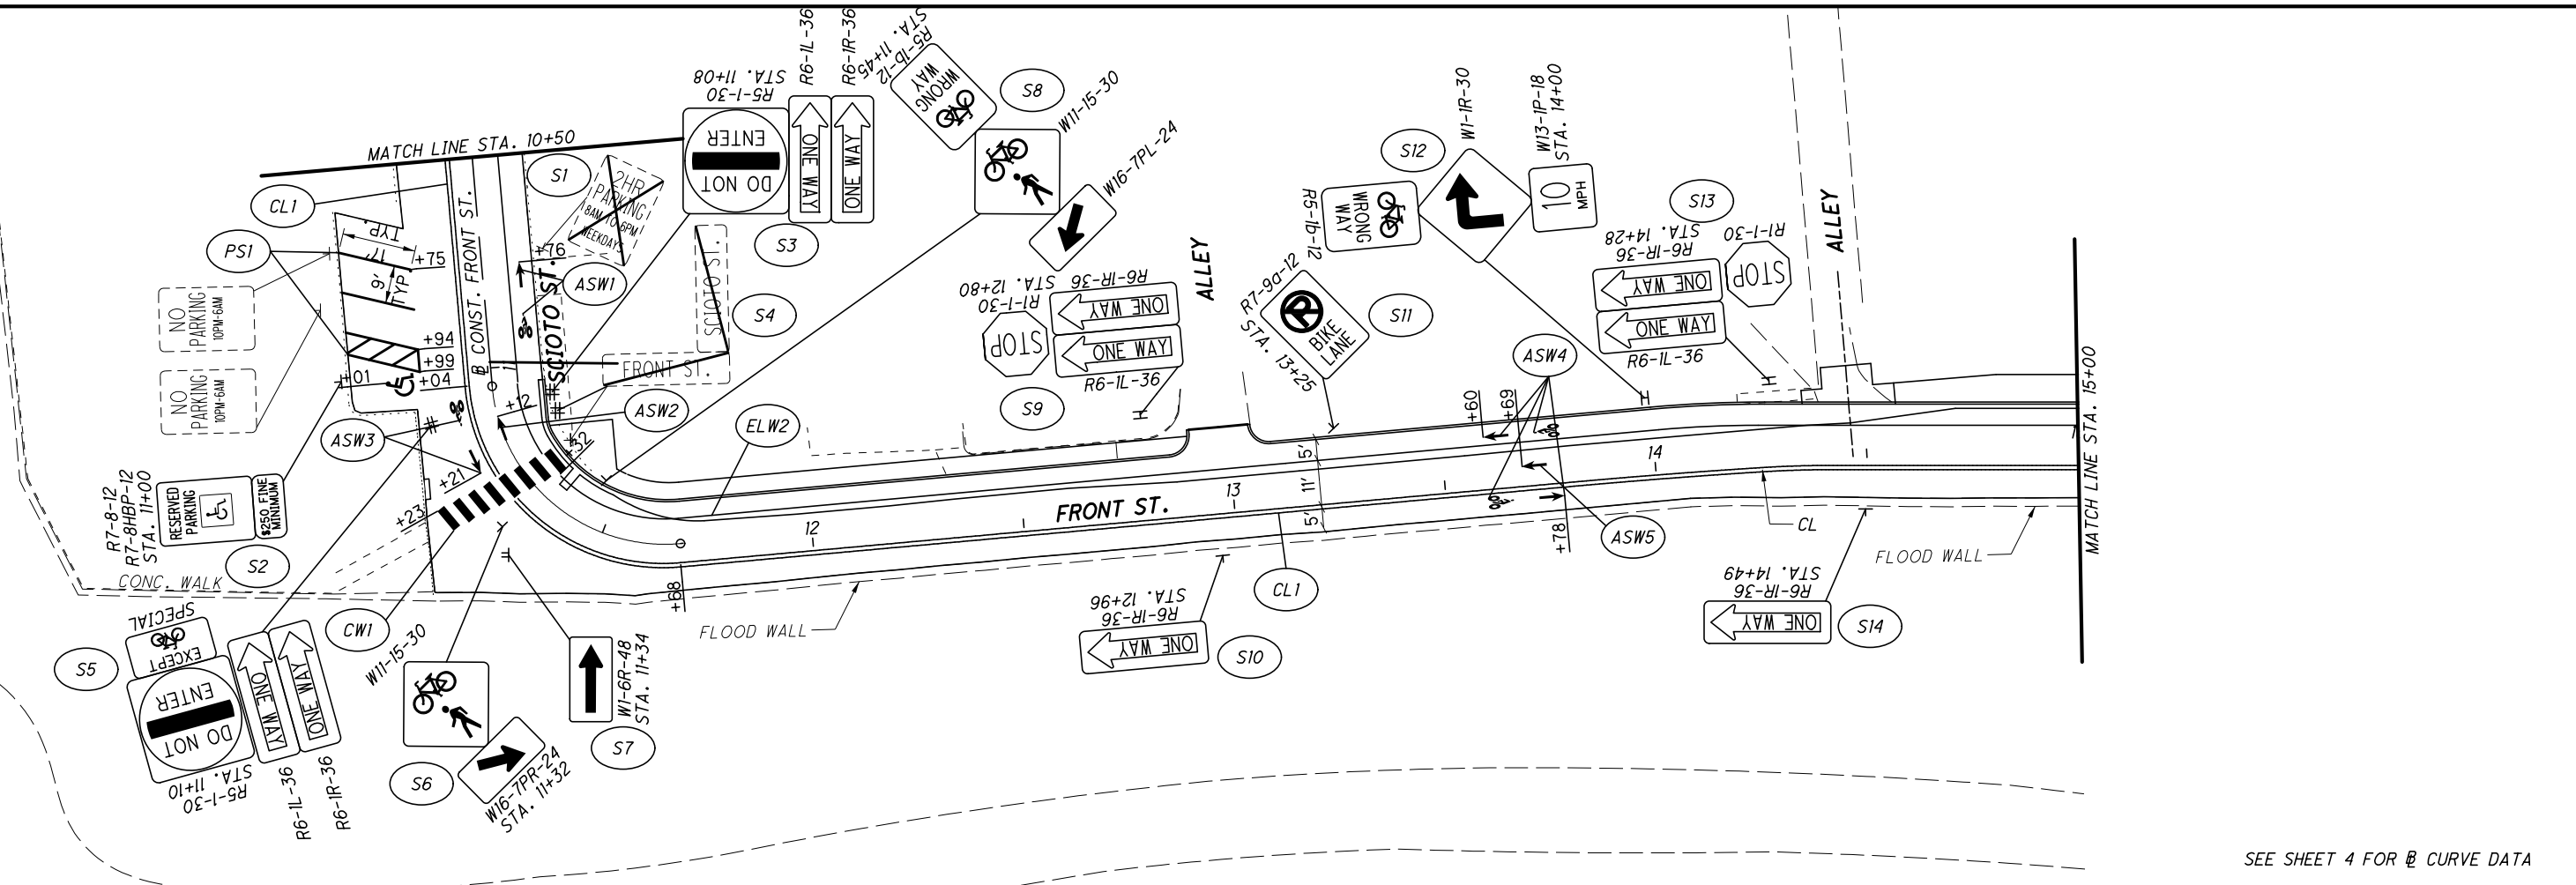 MATCH LINE STA. 10+50
CL1
PS1
TYP.
17'
+75
9'
TYP
+94
+99
+01
+04
NO
PARKING
10PM-6AM
NO
PARKING
10PM-6AM
℄ CONST. FRONT ST.
SCIOTO ST.
+76
ASW1
S1
2HR
PARKING
8AM TO 6PM
WEEKDAYS
R5-1-30
STA. 11+08
DO NOT
ENTER
R6-1L-36
R6-1R-36
ONE WAY
ONE WAY
S3
S4
SCIOTO ST.
FRONT ST.
R5-1b-12
STA. 11+45
WRONG
WAY
S8
W11-15-30
W16-7PL-24
ASW2
ASW3
ELW2
+12
+32
+21
+23
R7-8-12
R7-8HBP-12
STA. 11+00
RESERVED
PARKING
$250 FINE
MINIMUM
S2
CONC. WALK
CW1
S5
SPECIAL
EXCEPT
DO NOT
ENTER
R5-1-30
STA. 11+10
ONE WAY
ONE WAY
R6-1L-36
R6-1R-36
W11-15-30
S6
W16-7PR-24
STA. 11+32
W1-6R-48
STA. 11+34
S7
+68
FLOOD WALL
12
FRONT ST.
13
14
R1-1-30
STA. 12+80
STOP
R6-1R-36
ONE WAY
ONE WAY
R6-1L-36
S9
ALLEY
R7-9a-12
STA. 13+25
BIKE
LANE
S11
R5-1b-12
WRONG
WAY
S12
W1-1R-30
W13-1P-18
STA. 14+00
10
MPH
S13
R1-1-30
STOP
R6-1R-36
STA. 14+28
ONE WAY
ONE WAY
R6-1L-36
ALLEY
ASW4
+60
+69
5'
11'
5'
+78
ASW5
CL
CL1
R6-1R-36
STA. 12+96
ONE WAY
S10
R6-1R-36
STA. 14+49
ONE WAY
S14
FLOOD WALL
MATCH LINE STA. 15+00
SEE SHEET 4 FOR ℄ CURVE DATA